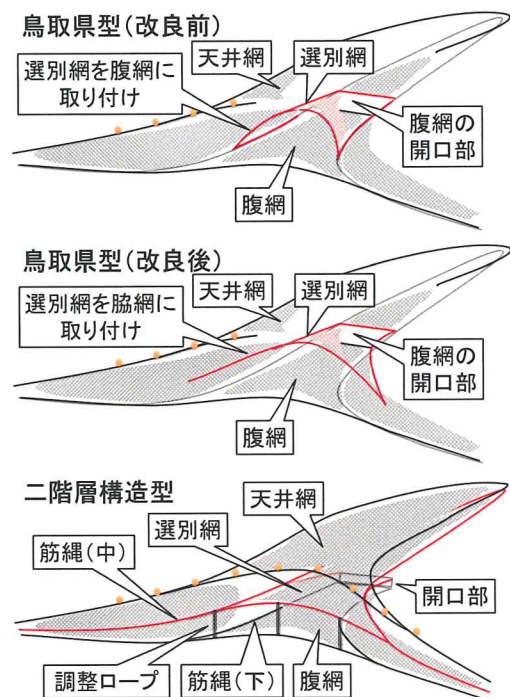 鳥取県型(改良前)
天井網
選別網
選別網を腹網に
取り付け
腹網の
開口部
腹網
鳥取県型(改良後)
天井網
選別網
選別網を脇網に
取付け
腹網の
開口部
腹網
二階層構造型
天井網
選別網
筋縄(中)
開口部
調整ロープ
筋縄(下)
腹網